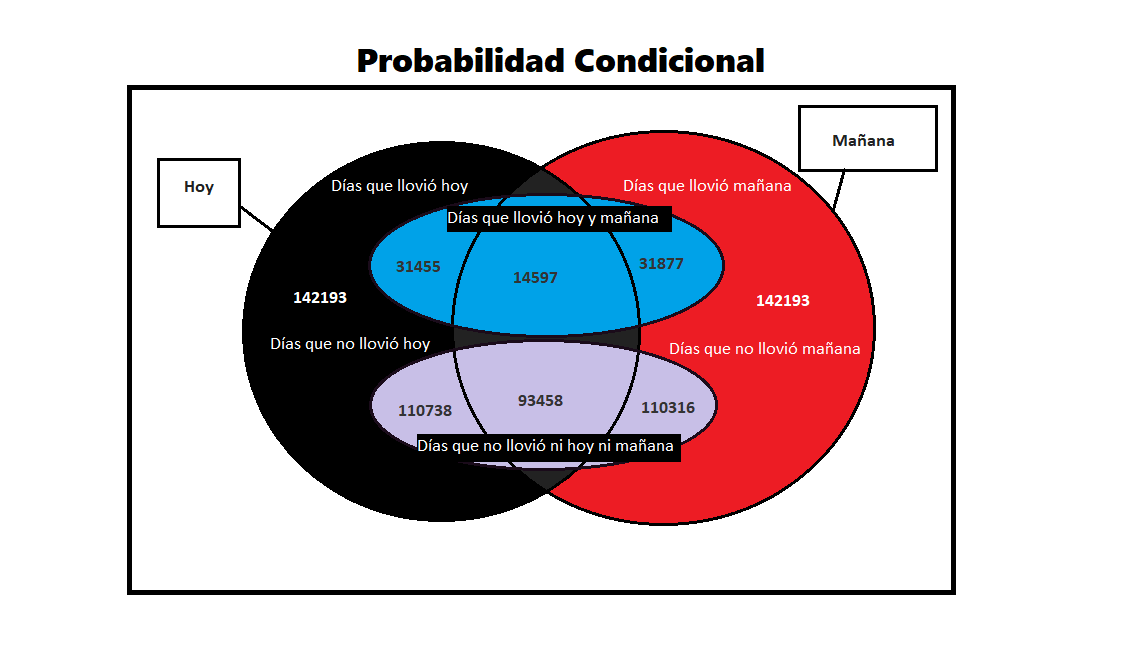 Probabilidad Condicional
Mañana
Hoy
Días que llovió hoy
Días que llovió mañana
Días que llovió hoy y mañana
31455
14597
31877
142193
142193
Días que no llovió hoy
Días que no llovió mañana
110738
93458
110316
Días que no llovió ni hoy ni mañana